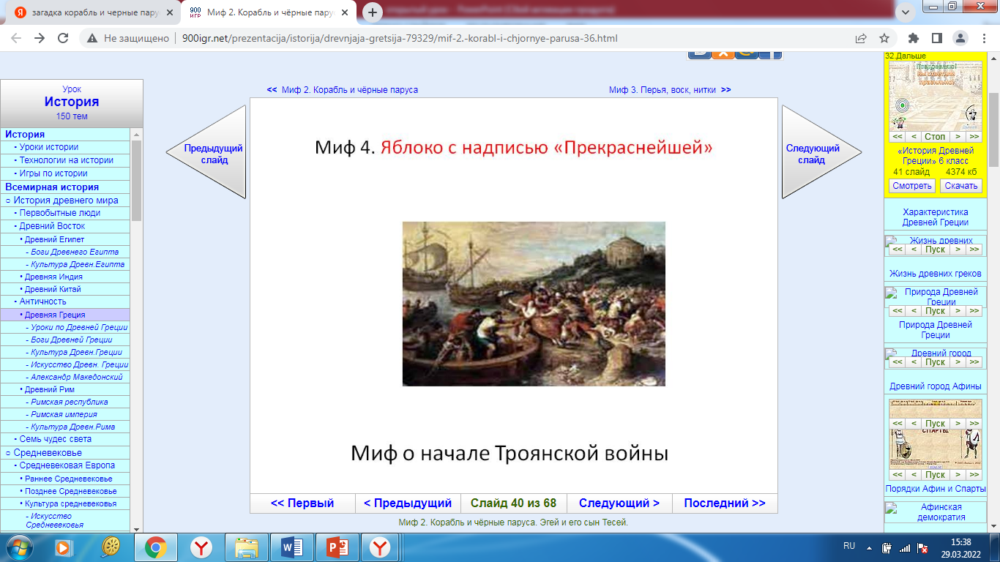 загадка корабль и черные пару
Миф 2. Корабль и чёрные пару
Не защищено
900igr.net/prezentacija/istorija/drevnjaja-gretsija-79329/mif-2.-korabl-i-chjornye-parusa-36.html
Урок
История
150 тем
История
Уроки истории
Технологии на истории
Игры по истории
Всемирная история
История древнего мира
Первобытные люди
Древний Восток
Древний Египет
- Боги Древнего Египта
- Культура Древн.Египта
Древняя Индия
Древний Китай
Античность
Древняя Греция
- Уроки по Древней Греции
- Боги Древней Греции
- Культура Древн.Греции
- Искусство Древн. Греции
- Александр Македонский
Древний Рим
- Римская республика
- Римская империя
- Культура Древн.Рима
Семь чудес света
Средневековье
Средневековая Европа
Раннее Средневековье
Позднее Средневековье
Культура средневековья
- Искусство
Средневековья
<< Миф 2. Корабль и чёрные паруса
Миф 3. Перья, воск, нитки >>
Предыдущий
слайд
Следующий
слайд
Миф 4. Яблоко с надписью «Прекраснейшей»
Миф о начале Троянской войны
<< Первый
< Предыдущий
Слайд 40 из 68
Следующий >
Последний >>
Миф 2. Корабль и чёрные паруса. Эгей и его сын Тесей.
32.Дальше
<< < Стоп > >>
«История Древней
Греции» 6 класс
41 слайд 4374 кб
Смотреть
Скачать
Характеристика
Древней Греции
Жизнь древних
<< < Пуск > >>
Жизнь древних греков
Природа Древней
Греции
<< < Пуск > >>
Природа Древней
Греции
Древний город
<< < Пуск > >>
Древний город Афины
<< < Пуск > >>
СПАРТЫ
<< < Пуск > >>
Порядки Афин и Спарты
Афинская
демократия
RU
15:38
29.03.2022